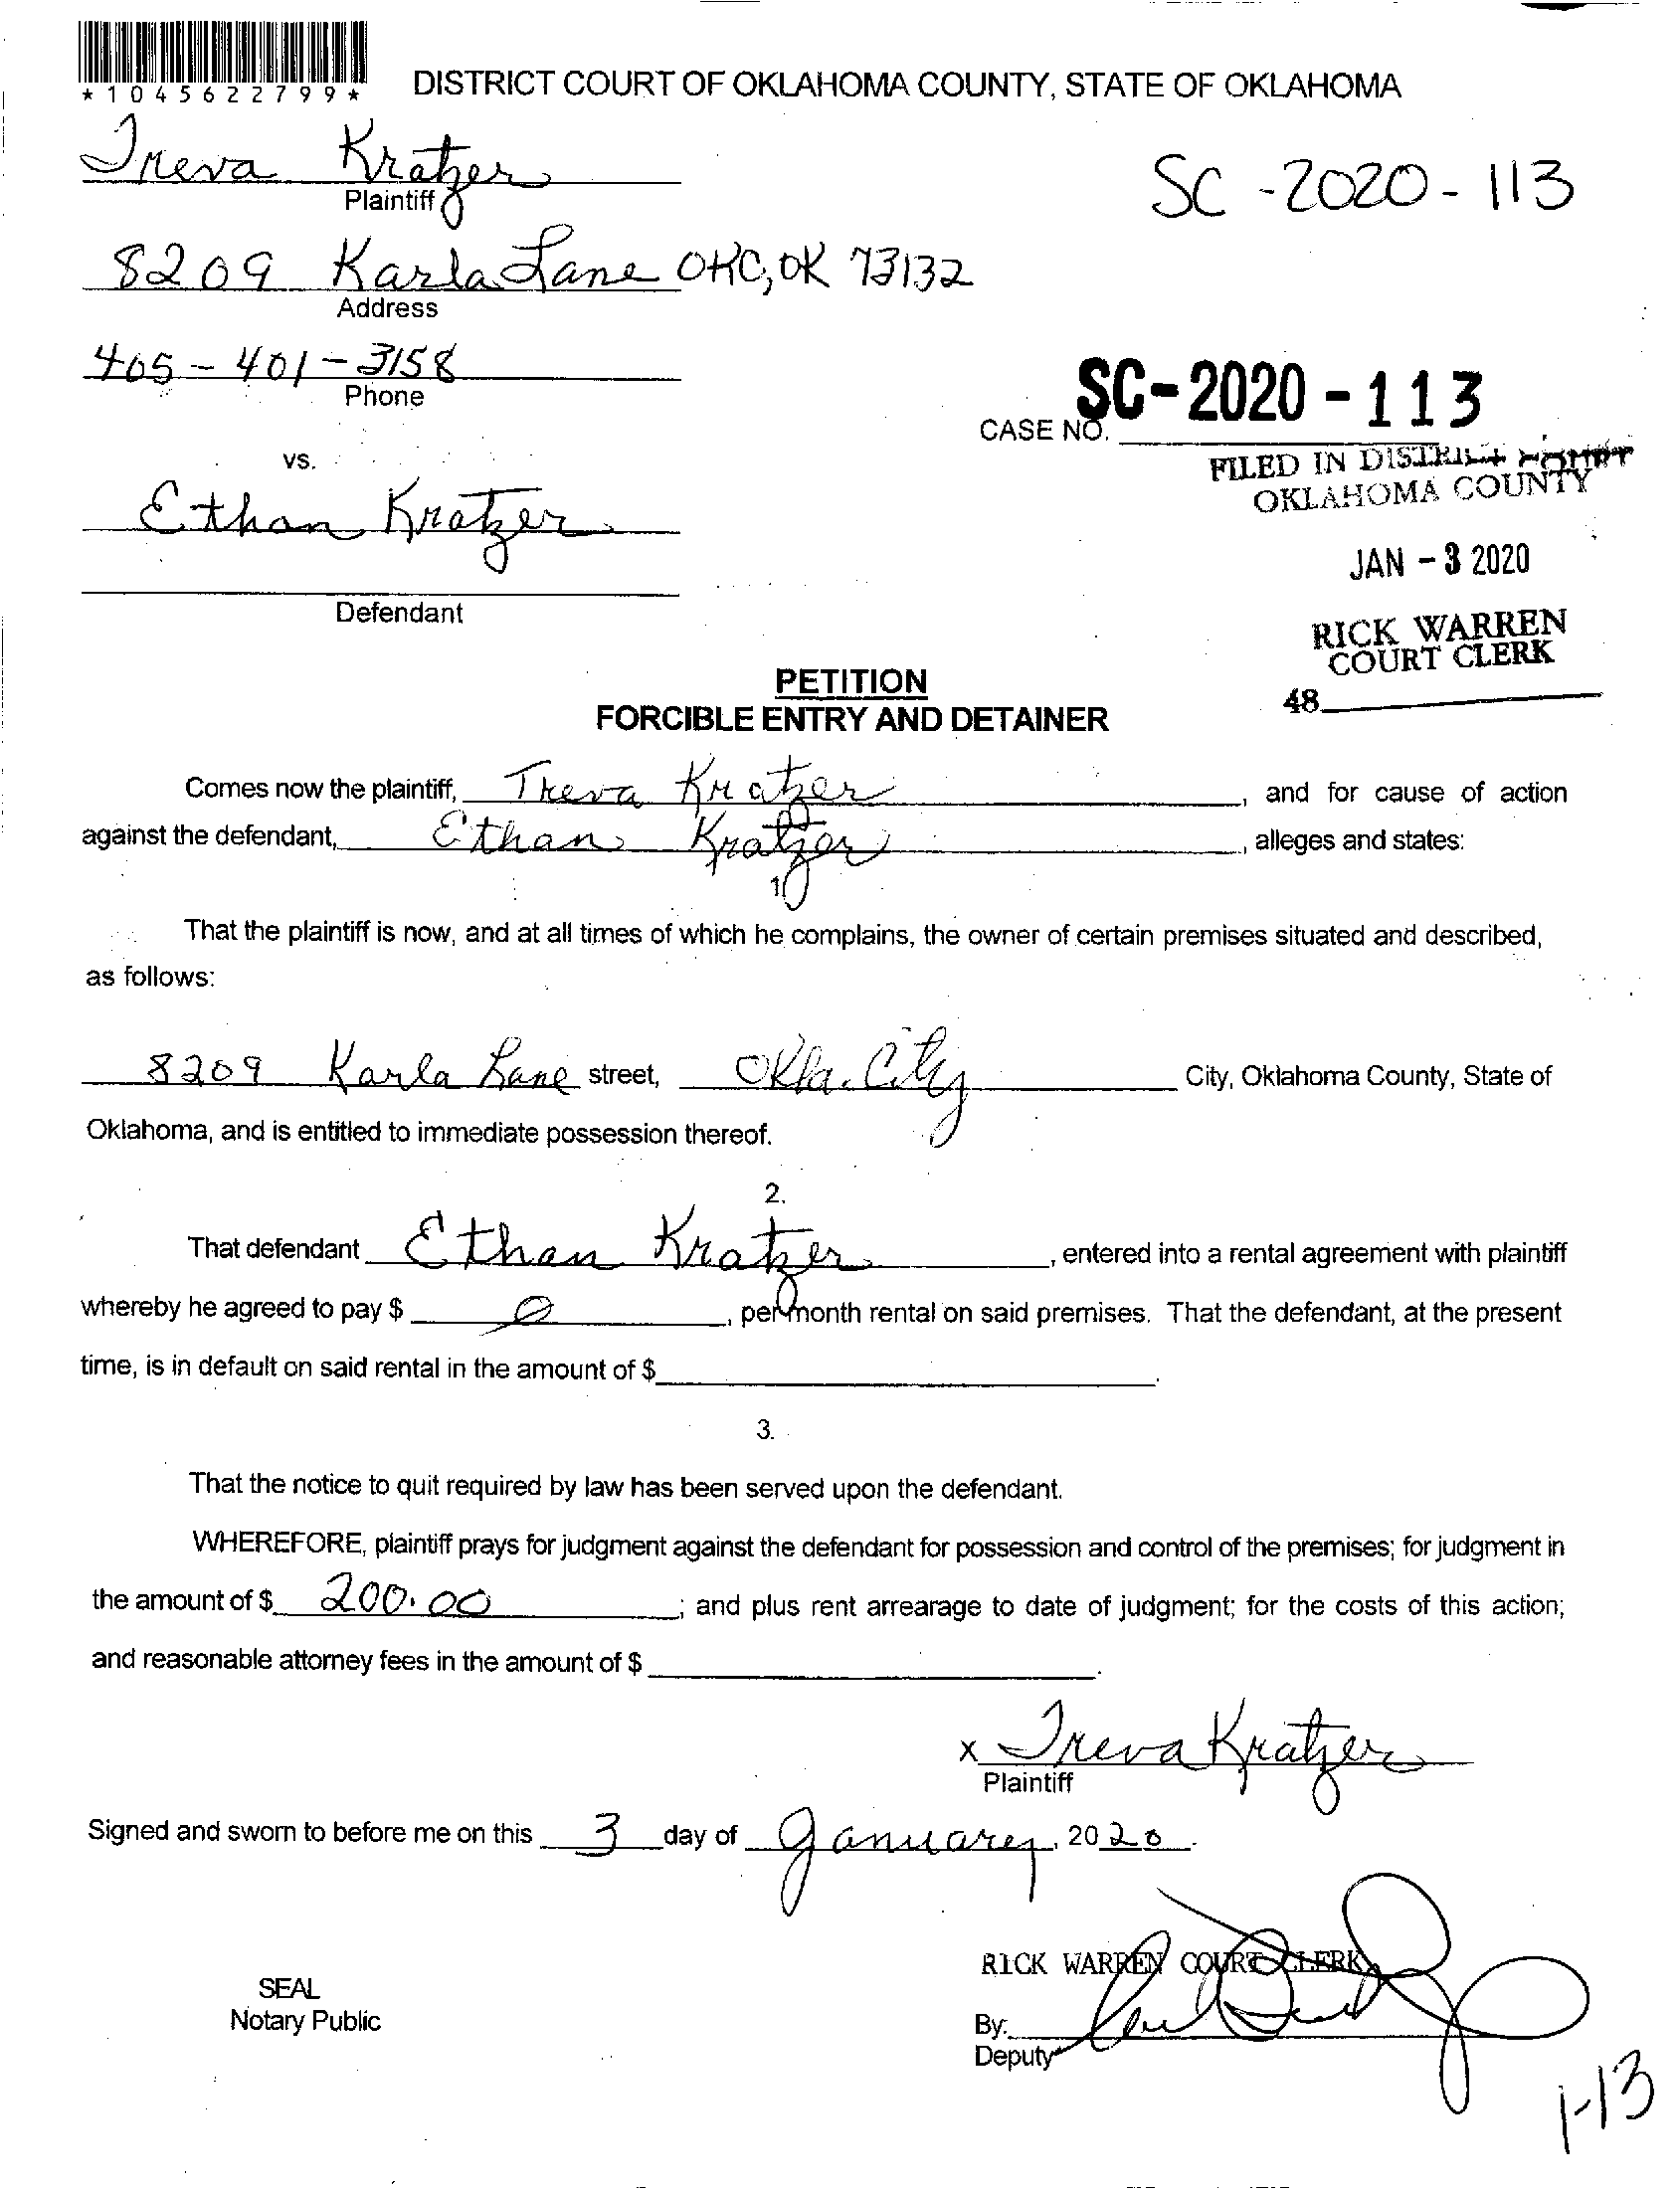 *1045622799*
DISTRICT COURT OF OKLAHOMA COUNTY, STATE OF OKLAHOMA
Treva Kratzer
Plaintiff
SC-2020-113
8209 Karla Lane OKC, OK 73132
Address
405-401-3158
Phone
CASE NO. SC-2020-113
vs.
FILED IN DISTRICT COURT
OKLAHOMA COUNTY
Ethan Kratzer
JAN -3 2020
Defendant
RICK WARREN
COURT CLERK
48
PETITION
FORCIBLE ENTRY AND DETAINER
Comes now the plaintiff, Treva Kratzer, and for cause of action
against the defendant, Ethan Kratzer, alleges and states:
1
That the plaintiff is now, and at all times of which he complains, the owner of certain premises situated and described,
as follows:
8209 Karla Lane street, Okla. City City, Oklahoma County, State of
Oklahoma, and is entitled to immediate possession thereof.
2.
That defendant Ethan Kratzer, entered into a rental agreement with plaintiff
whereby he agreed to pay $ 0, per month rental on said premises. That the defendant, at the present
time, is in default on said rental in the amount of $ .
3.
That the notice to quit required by law has been served upon the defendant.
WHEREFORE, plaintiff prays for judgment against the defendant for possession and control of the premises; for judgment in
the amount of $ 200.00; and plus rent arrearage to date of judgment; for the costs of this action;
and reasonable attorney fees in the amount of $ .
x Treva Kratzer
Plaintiff
Signed and sworn to before me on this 3 day of January, 2020.
RICK WARREN COURT CLERK
SEAL
Notary Public
By:
Deputy
1-13